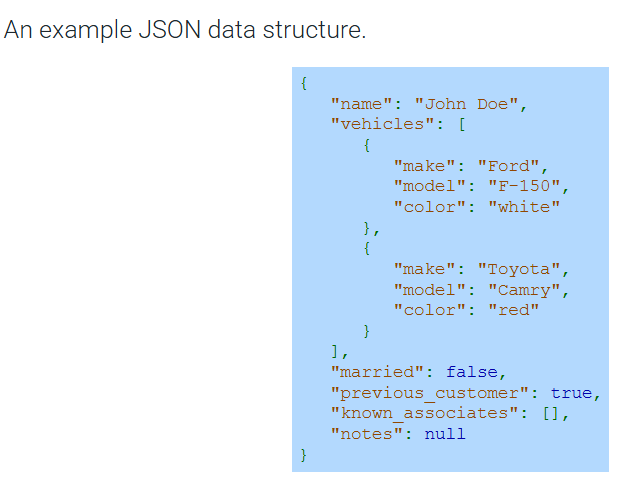 An example JSON data structure.
{
"name": "John Doe",
"vehicles": [
{
"make": "Ford",
"model": "F-150",
"color": "white"
},
{
"make": "Toyota",
"model": "Camry",
"color": "red"
}
],
"married": false,
"previous_customer": true,
"known_associates": [],
"notes": null
}